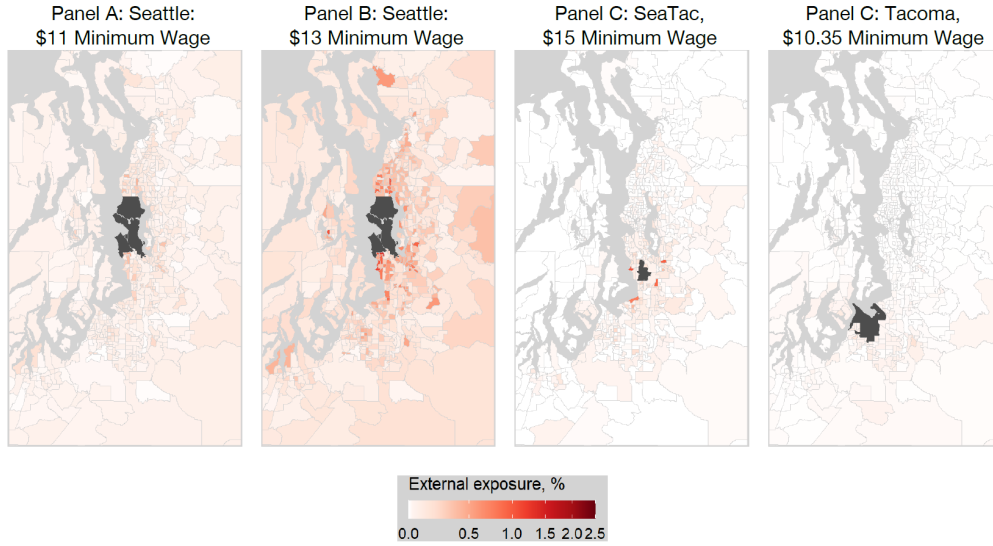 Panel A: Seattle:
$11 Minimum Wage
Panel B: Seattle:
$13 Minimum Wage
Panel C: SeaTac,
$15 Minimum Wage
Panel C: Tacoma,
$10.35 Minimum Wage
External exposure, %
0.0 0.5 1.0 1.5 2.0 2.5